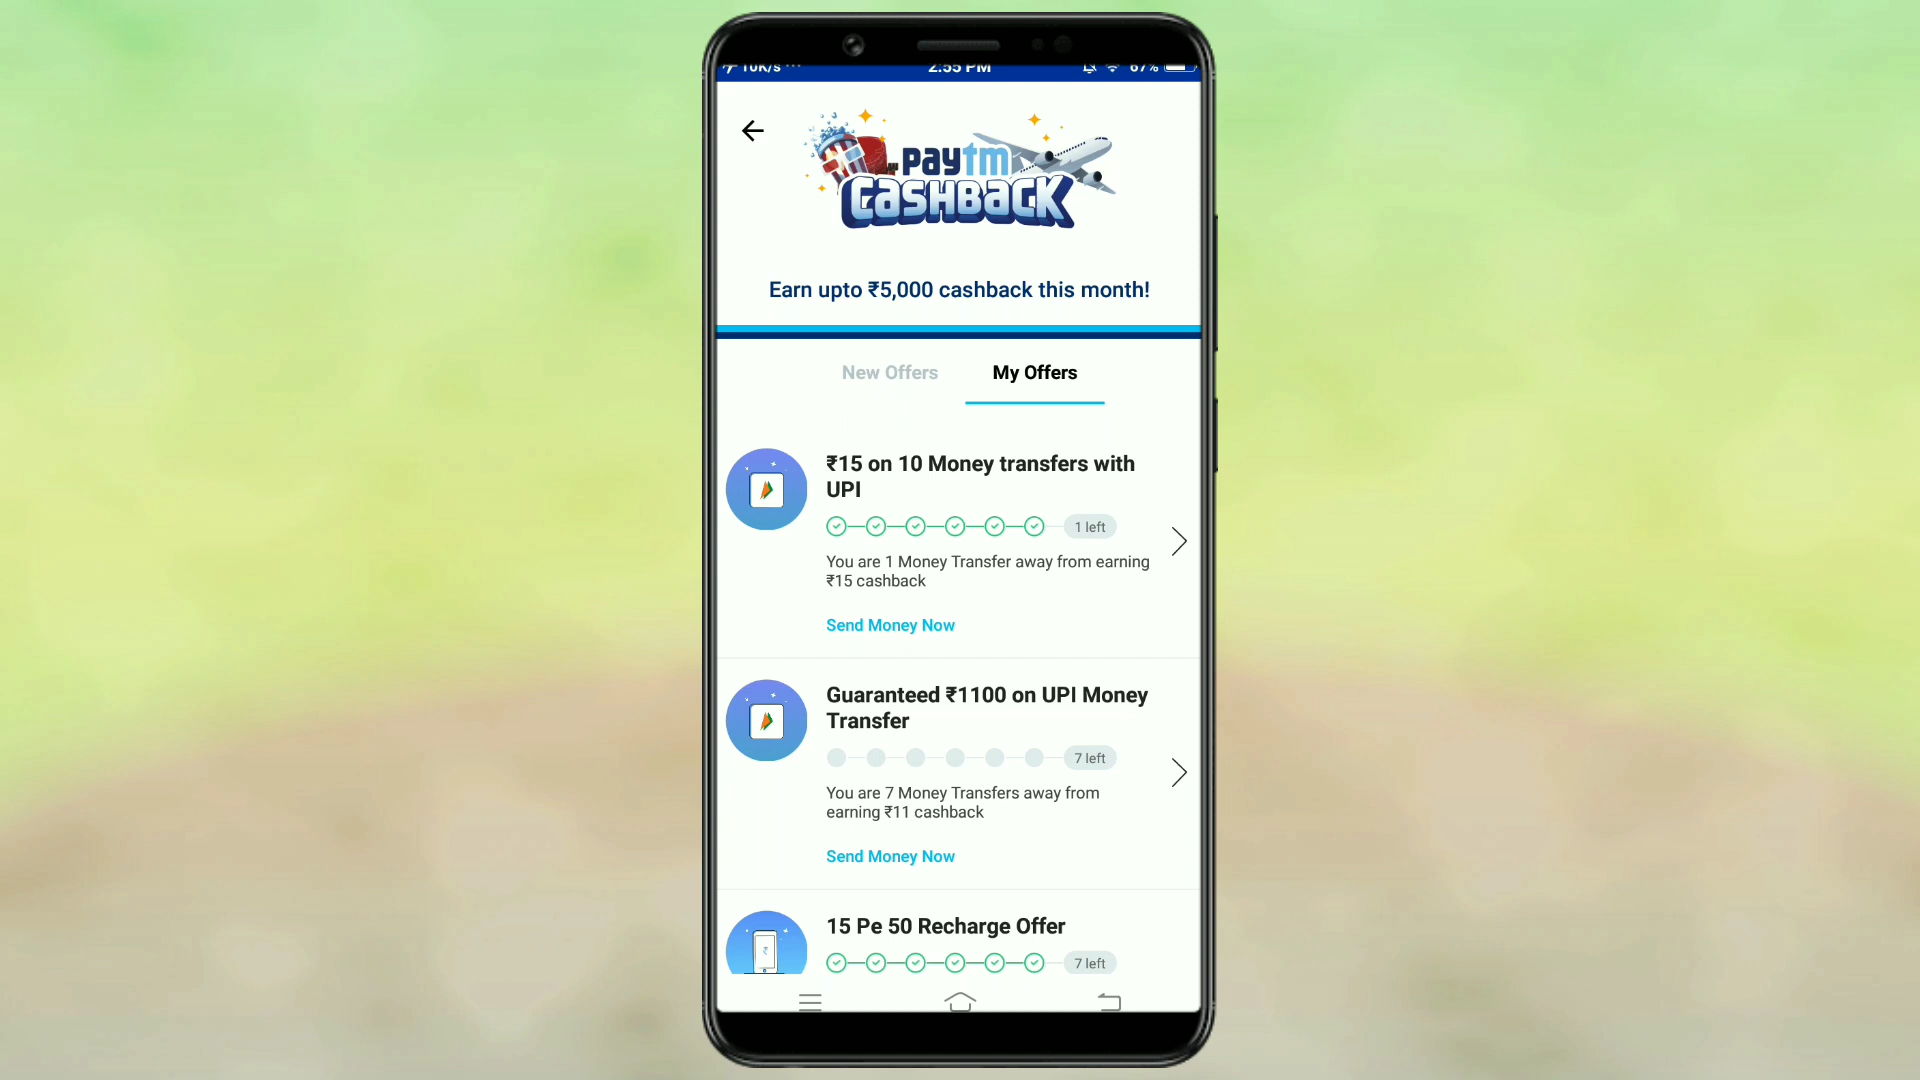 10K/s ...
2:55 PM
67%
paytm
CASHBACK
Earn upto ₹5,000 cashback this month!
New Offers
My Offers
₹15 on 10 Money transfers with
UPI
1 left
You are 1 Money Transfer away from earning
₹15 cashback
Send Money Now
Guaranteed ₹1100 on UPI Money
Transfer
7 left
You are 7 Money Transfers away from
earning ₹11 cashback
Send Money Now
15 Pe 50 Recharge Offer
7 left